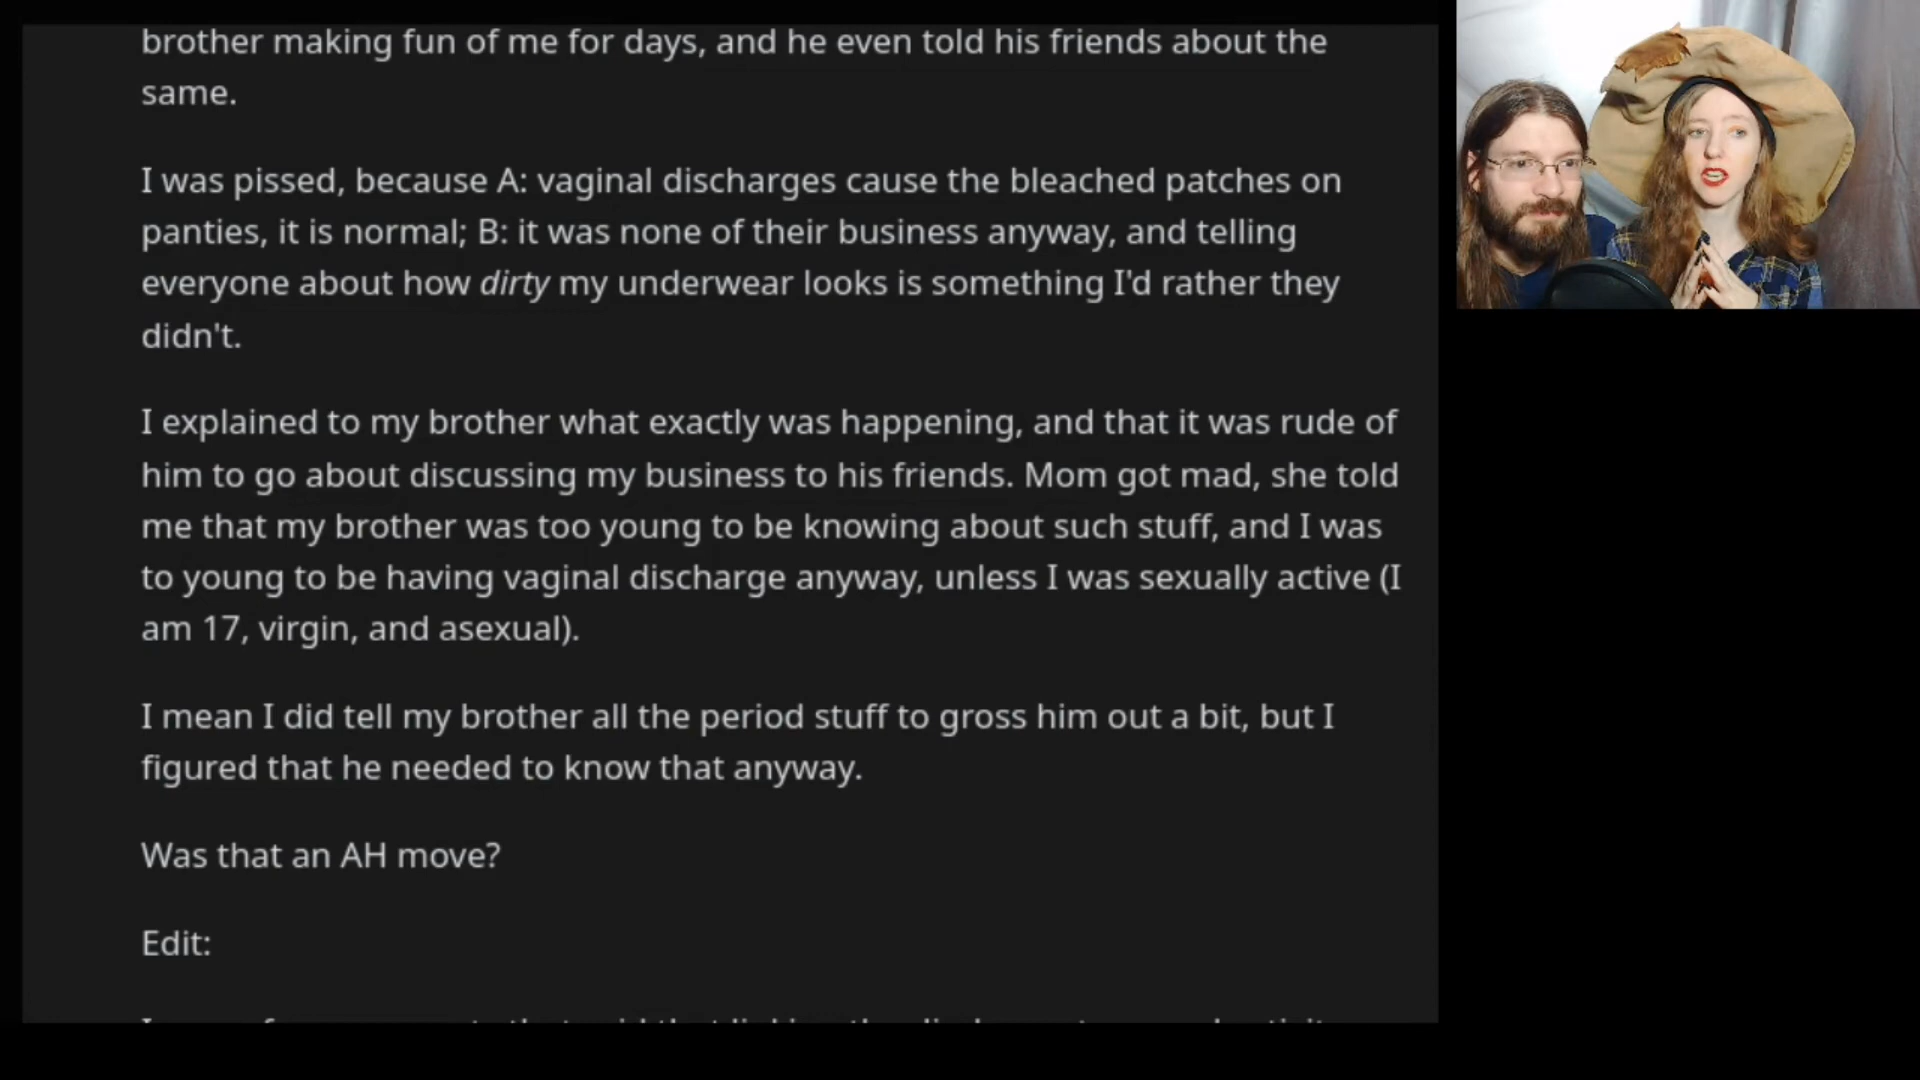 brother making fun of me for days, and he even told his friends about the
same.
I was pissed, because A: vaginal discharges cause the bleached patches on
panties, it is normal; B: it was none of their business anyway, and telling
everyone about how dirty my underwear looks is something I'd rather they
didn't.
I explained to my brother what exactly was happening, and that it was rude of
him to go about discussing my business to his friends. Mom got mad, she told
me that my brother was too young to be knowing about such stuff, and I was
to young to be having vaginal discharge anyway, unless I was sexually active (I
am 17, virgin, and asexual).
I mean I did tell my brother all the period stuff to gross him out a bit, but I
figured that he needed to know that anyway.
Was that an AH move?
Edit: